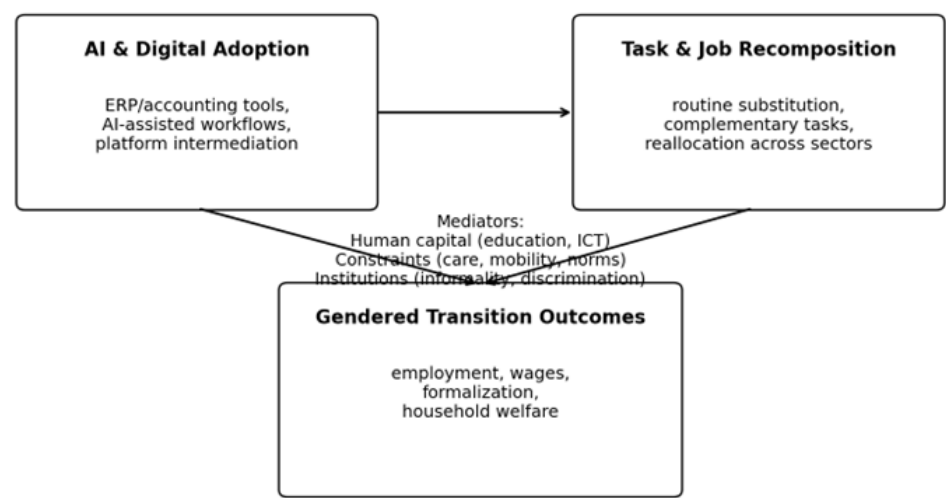 AI & Digital Adoption
ERP/accounting tools,
AI-assisted workflows,
platform intermediation
Task & Job Recomposition
routine substitution,
complementary tasks,
reallocation across sectors
Mediators:
Human capital (education, ICT)
Constraints (care, mobility, norms)
Institutions (informality, discrimination)
Gendered Transition Outcomes
employment, wages,
formalization,
household welfare